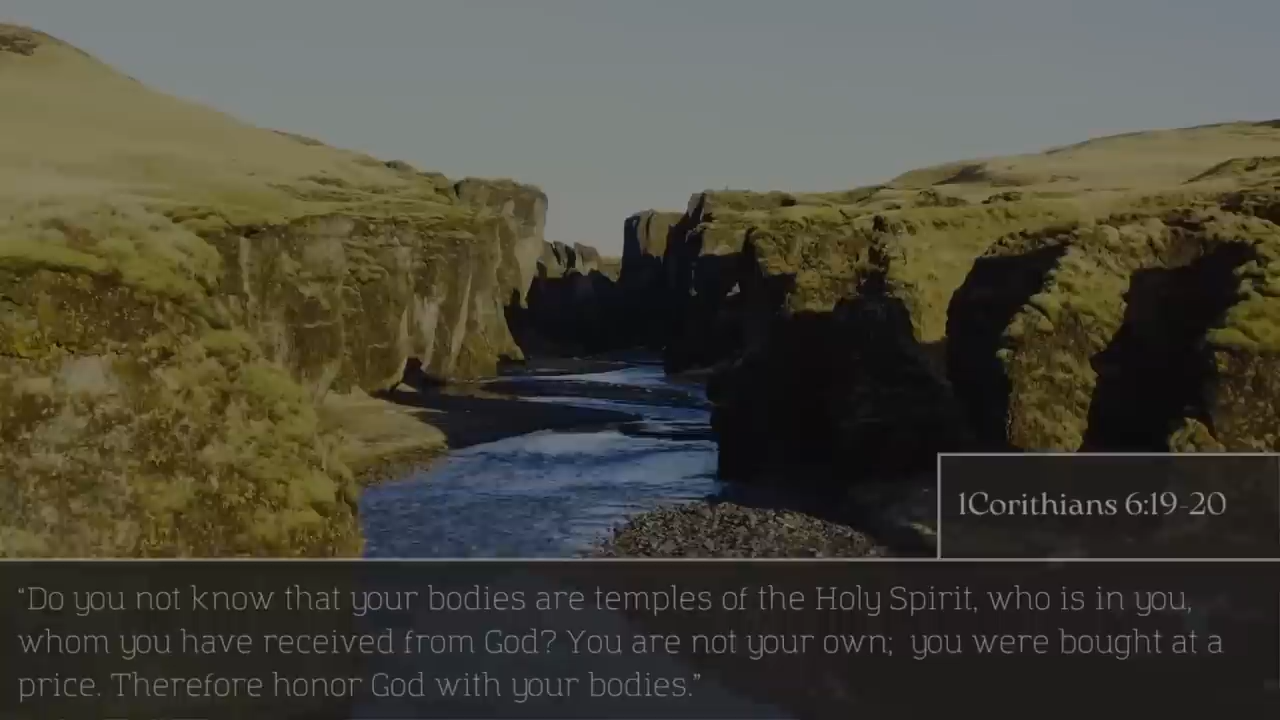 1Corithians 6:19-20
“Do you not know that your bodies are temples of the Holy Spirit, who is in you,
whom you have received from God? You are not your own;  you were bought at a
price. Therefore honor God with your bodies.”